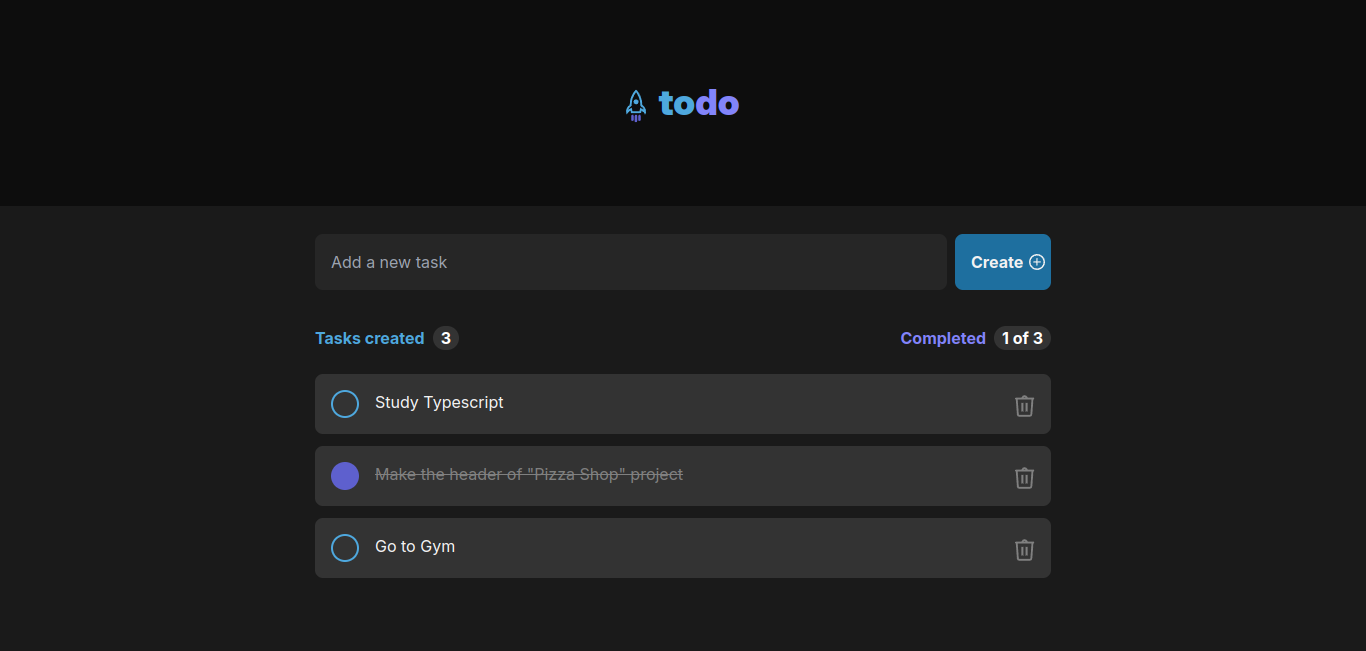 todo
Add a new task
Create
Tasks created 3
Completed 1 of 3
Study Typescript
Make the header of "Pizza Shop" project
Go to Gym